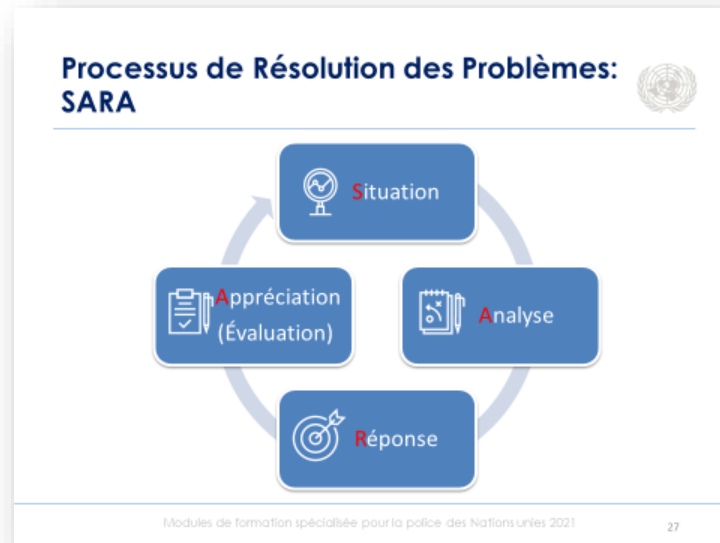 Processus de Résolution des Problèmes:
SARA
Situation
Analyse
Réponse
Appréciation
(Évaluation)
Modules de formation spécialisée pour la police des Nations unies 2021
27